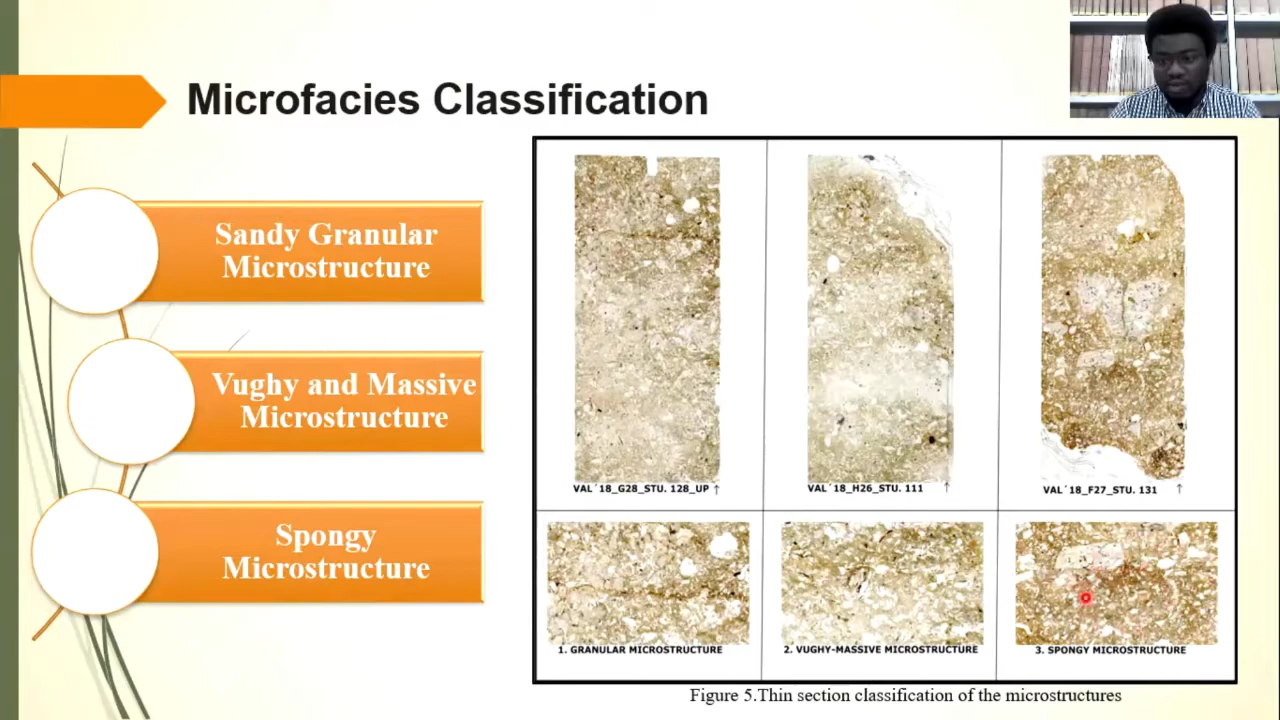 Microfacies Classification
Sandy Granular
Microstructure
Vughy and Massive
Microstructure
Spongy
Microstructure
VAL´18_G28_STU. 128_UP ↑
VAL´18_H26_STU. 111 ↑
VAL´18_F27_STU. 131 ↑
1. GRANULAR MICROSTRUCTURE
2. VUGHY-MASSIVE MICROSTRUCTURE
3. SPONGY MICROSTRUCTURE
Figure 5.Thin section classification of the microstructures